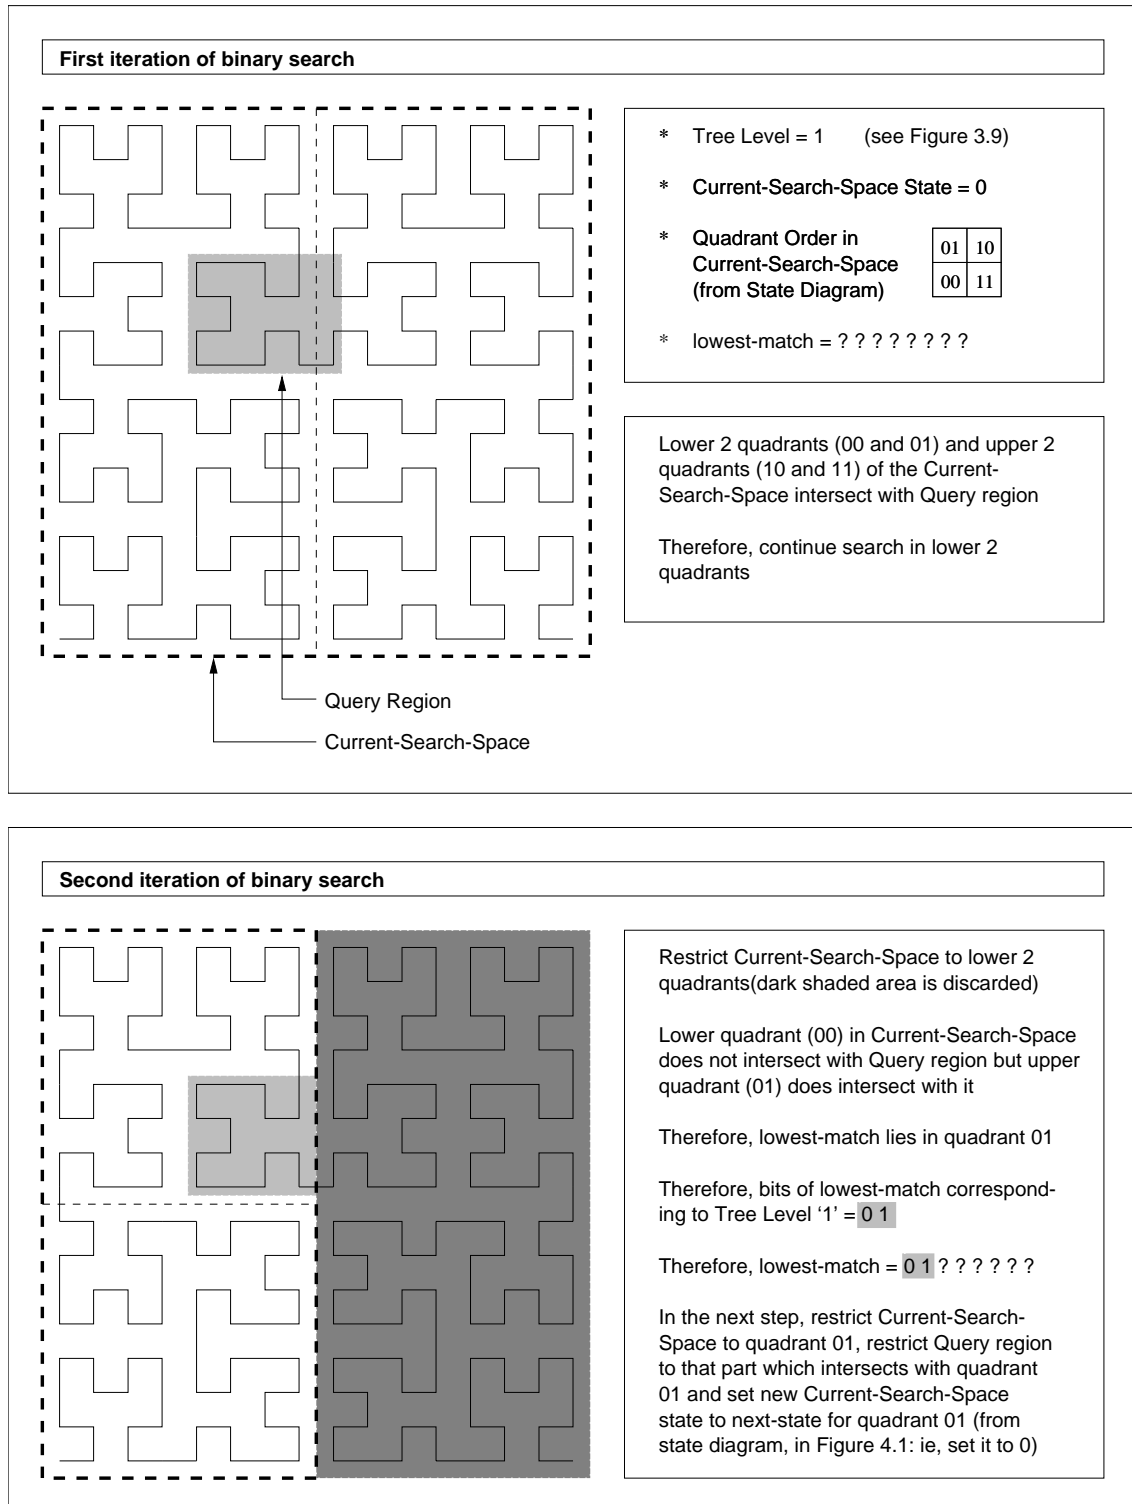 First iteration of binary search
* Tree Level = 1 (see Figure 3.9)
* Current-Search-Space State = 0
* Quadrant Order in
Current-Search-Space
(from State Diagram)
01 10
00 11
* lowest-match = ? ? ? ? ? ? ? ?
Lower 2 quadrants (00 and 01) and upper 2
quadrants (10 and 11) of the Current-
Search-Space intersect with Query region
Therefore, continue search in lower 2
quadrants
Query Region
Current-Search-Space
Second iteration of binary search
Restrict Current-Search-Space to lower 2
quadrants(dark shaded area is discarded)
Lower quadrant (00) in Current-Search-Space
does not intersect with Query region but upper
quadrant (01) does intersect with it
Therefore, lowest-match lies in quadrant 01
Therefore, bits of lowest-match correspond-
ing to Tree Level ‘1’ = 0 1
Therefore, lowest-match = 0 1 ? ? ? ? ? ?
In the next step, restrict Current-Search-
Space to quadrant 01, restrict Query region
to that part which intersects with quadrant
01 and set new Current-Search-Space
state to next-state for quadrant 01 (from
state diagram, in Figure 4.1: ie, set it to 0)